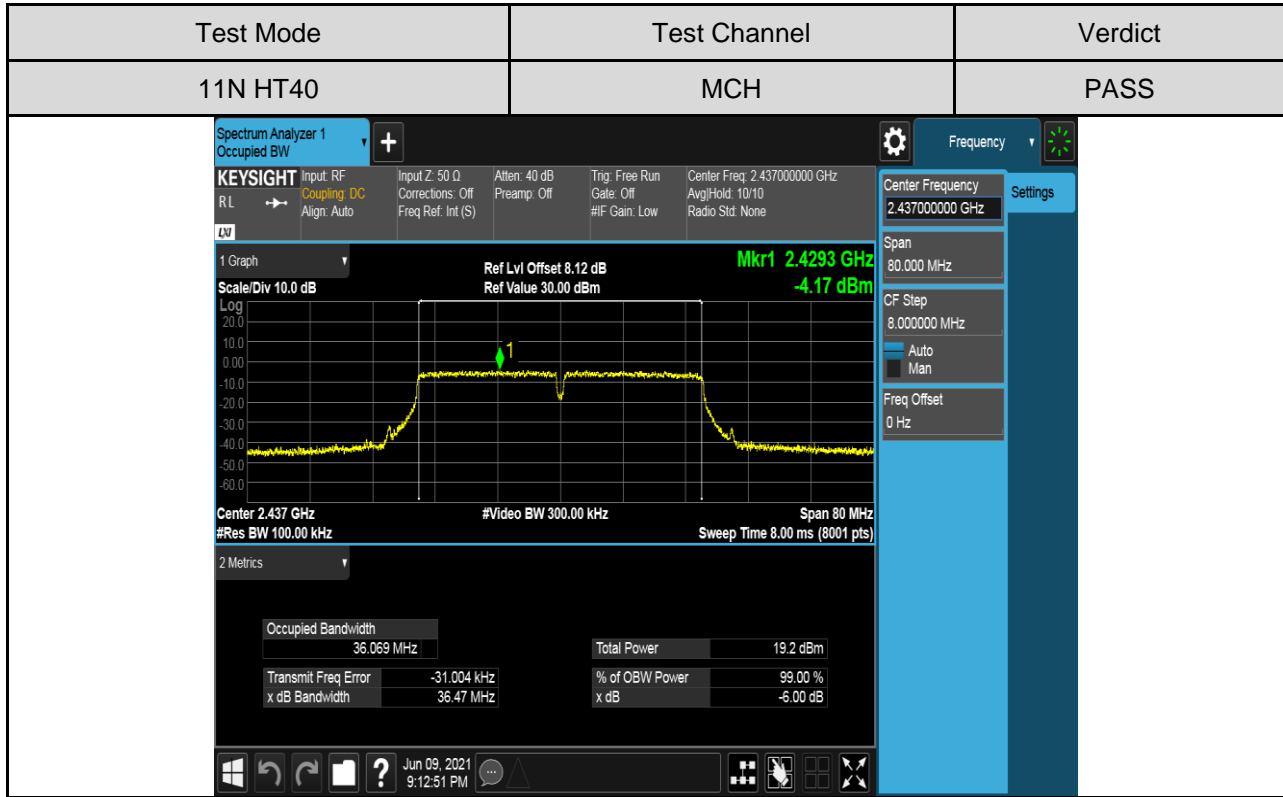 Test Mode Test Channel Verdict
11N HT40 MCH PASS
Spectrum Analyzer 1
Occupied BW
+
Frequency
KEYSIGHT Input: RF Input Z: 50 Ω Atten: 40 dB Trig: Free Run Center Freq: 2.437000000 GHz
RL Coupling: DC Corrections: Off Preamp: Off Gate: Off Avg|Hold: 10/10
Align: Auto Freq Ref: Int (S) #IF Gain: Low Radio Std: None
LXI
Center Frequency
2.437000000 GHz
Settings
Span
80.000 MHz
CF Step
8.000000 MHz
Auto
Man
Freq Offset
0 Hz
1 Graph
Ref Lvl Offset 8.12 dB Mkr1 2.4293 GHz
Scale/Div 10.0 dB Ref Value 30.00 dBm -4.17 dBm
Log
20.0
10.0
0.00
-10.0
-20.0
-30.0
-40.0
-50.0
-60.0
1
Center 2.437 GHz #Video BW 300.00 kHz Span 80 MHz
#Res BW 100.00 kHz Sweep Time 8.00 ms (8001 pts)
2 Metrics
Occupied Bandwidth
36.069 MHz Total Power 19.2 dBm
Transmit Freq Error -31.004 kHz % of OBW Power 99.00 %
x dB Bandwidth 36.47 MHz x dB -6.00 dB
? Jun 09, 2021
9:12:51 PM